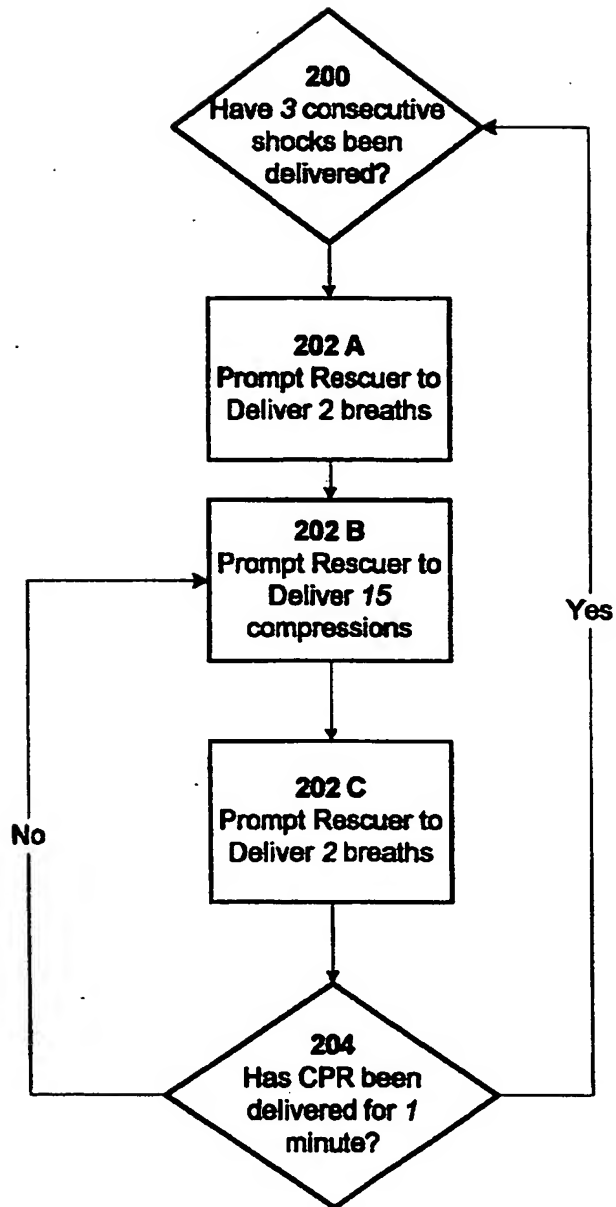 200
Have 3 consecutive
shocks been
delivered?
202 A
Prompt Rescuer to
Deliver 2 breaths
202 B
Prompt Rescuer to
Deliver 15
compressions
Yes
202 C
Prompt Rescuer to
Deliver 2 breaths
No
204
Has CPR been
delivered for 1
minute?